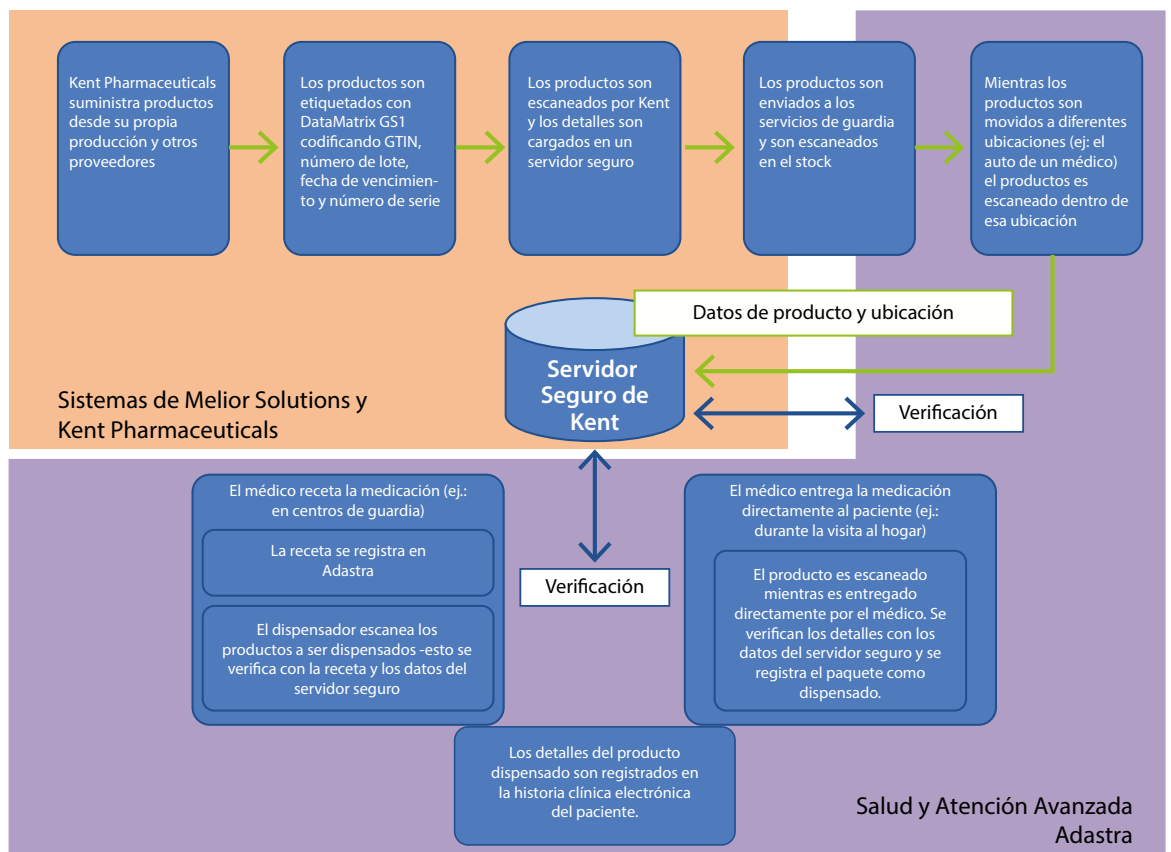 Kent Pharmaceuticals
suministra productos
desde su propia
producción y otros
proveedores
Los productos son
etiquetados con
DataMatrix GS1
codificando GTIN,
número de lote,
fecha de vencimien-
to y número de serie
Los productos son
escaneados por Kent
y los detalles son
cargados en un
servidor seguro
Los productos son
enviados a los
servicios de guardia
y son escaneados
en el stock
Mientras los
productos son
movidos a diferentes
ubicaciones (ej: el
auto de un médico)
el productos es
escaneado dentro de
esa ubicación
Datos de producto y ubicación
Servidor
Seguro de
Kent
Verificación
Sistemas de Melior Solutions y
Kent Pharmaceuticals
El médico receta la medicación (ej.:
en centros de guardia)
La receta se registra en
Adastra
El dispensador escanea los
productos a ser dispensados -esto se
verifica con la receta y los datos del
servidor seguro
Verificación
El médico entrega la medicación
directamente al paciente (ej.:
durante la visita al hogar)
El producto es escaneado
mientras es entregado
directamente por el médico. Se
verifican los detalles con los
datos del servidor seguro y se
registra el paquete como
dispensado.
Los detalles del producto
dispensado son registrados en
la historia clínica electrónica
del paciente.
Salud y Atención Avanzada
Adastra